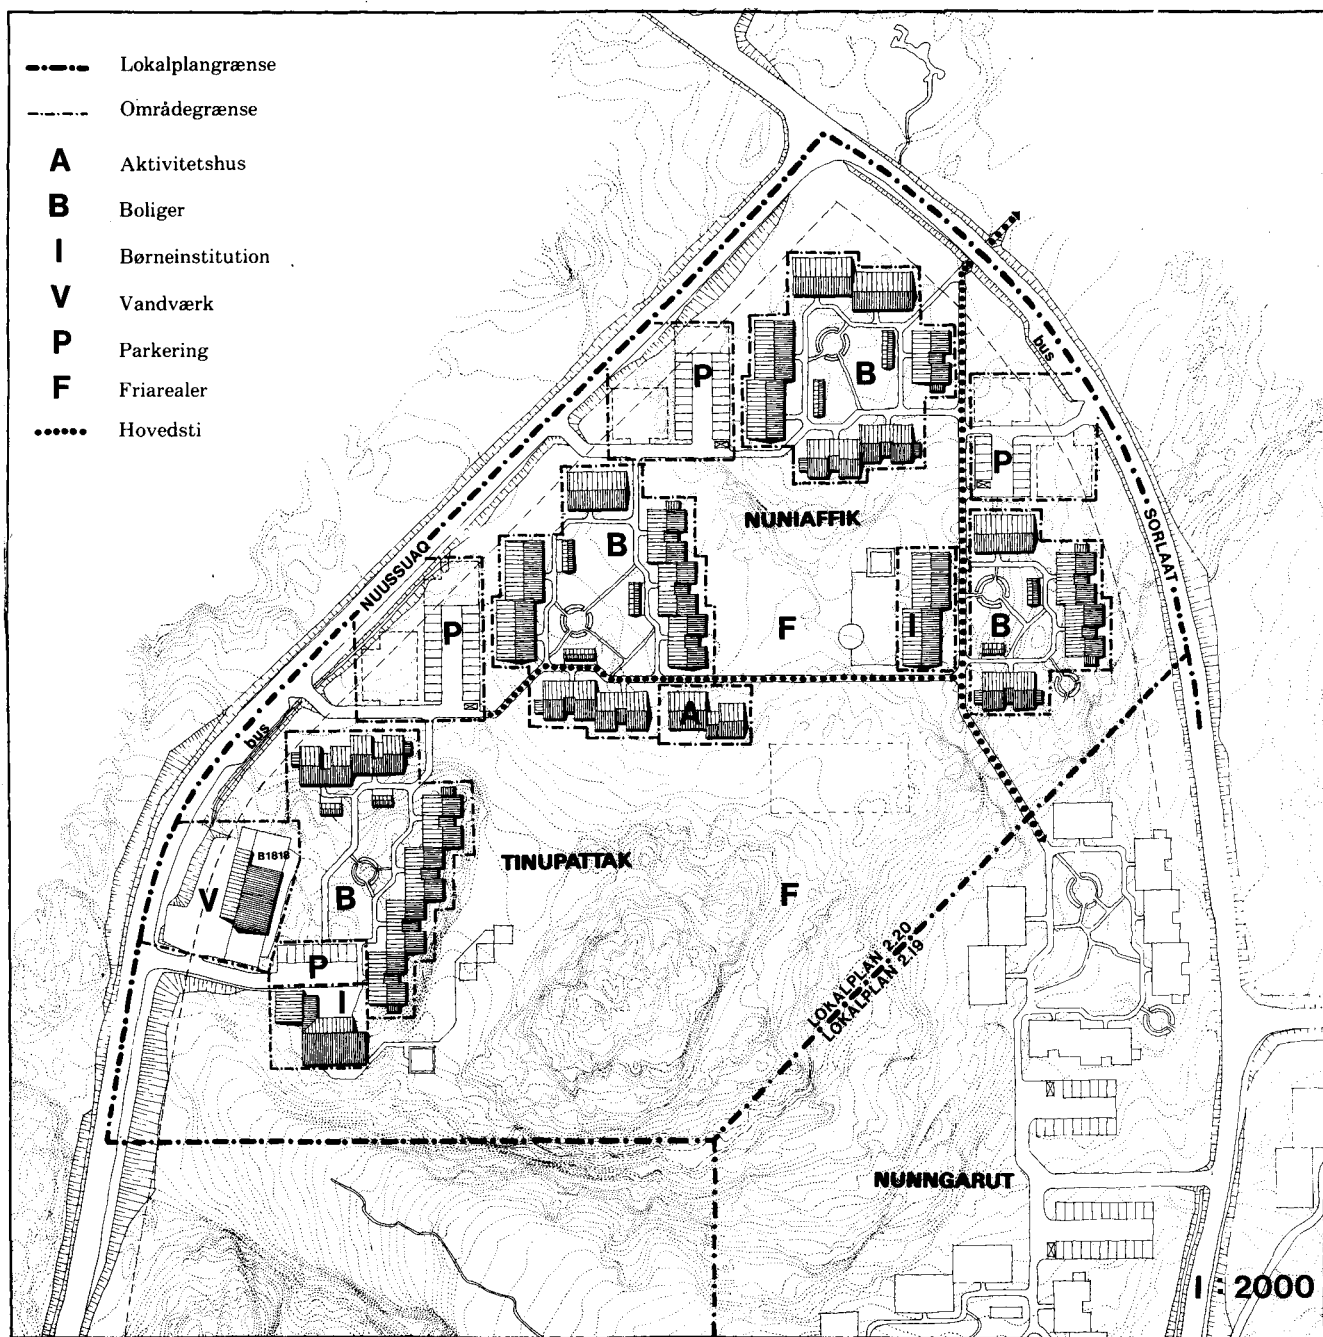 Lokalplangrænse
Områdegrænse
A Aktivitetshus
B Boliger
I Børneinstitution
V Vandværk
P Parkering
F Friarealer
Hovedsti
bus
P
B
P
SORLAAT
NUNIAFFIK
B
NUUSSUAQ
P
F
I
B
A
bus
B1818
TINUPATTAK
V
B
F
P
I
LOKALPLAN 2.20
LOKALPLAN 2.19
NUNNGARUT
1 : 2000